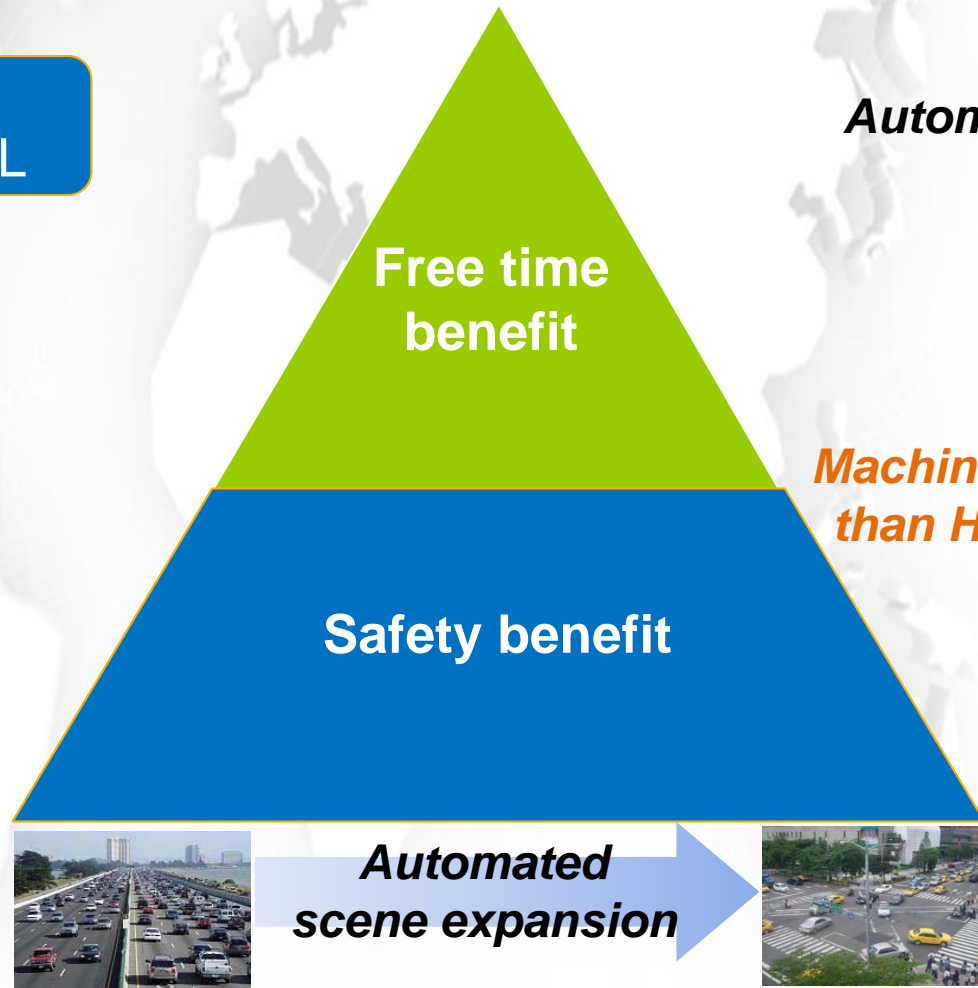 L
Autom
Free time
benefit
Machin
than H
Safety benefit
Automated
scene expansion